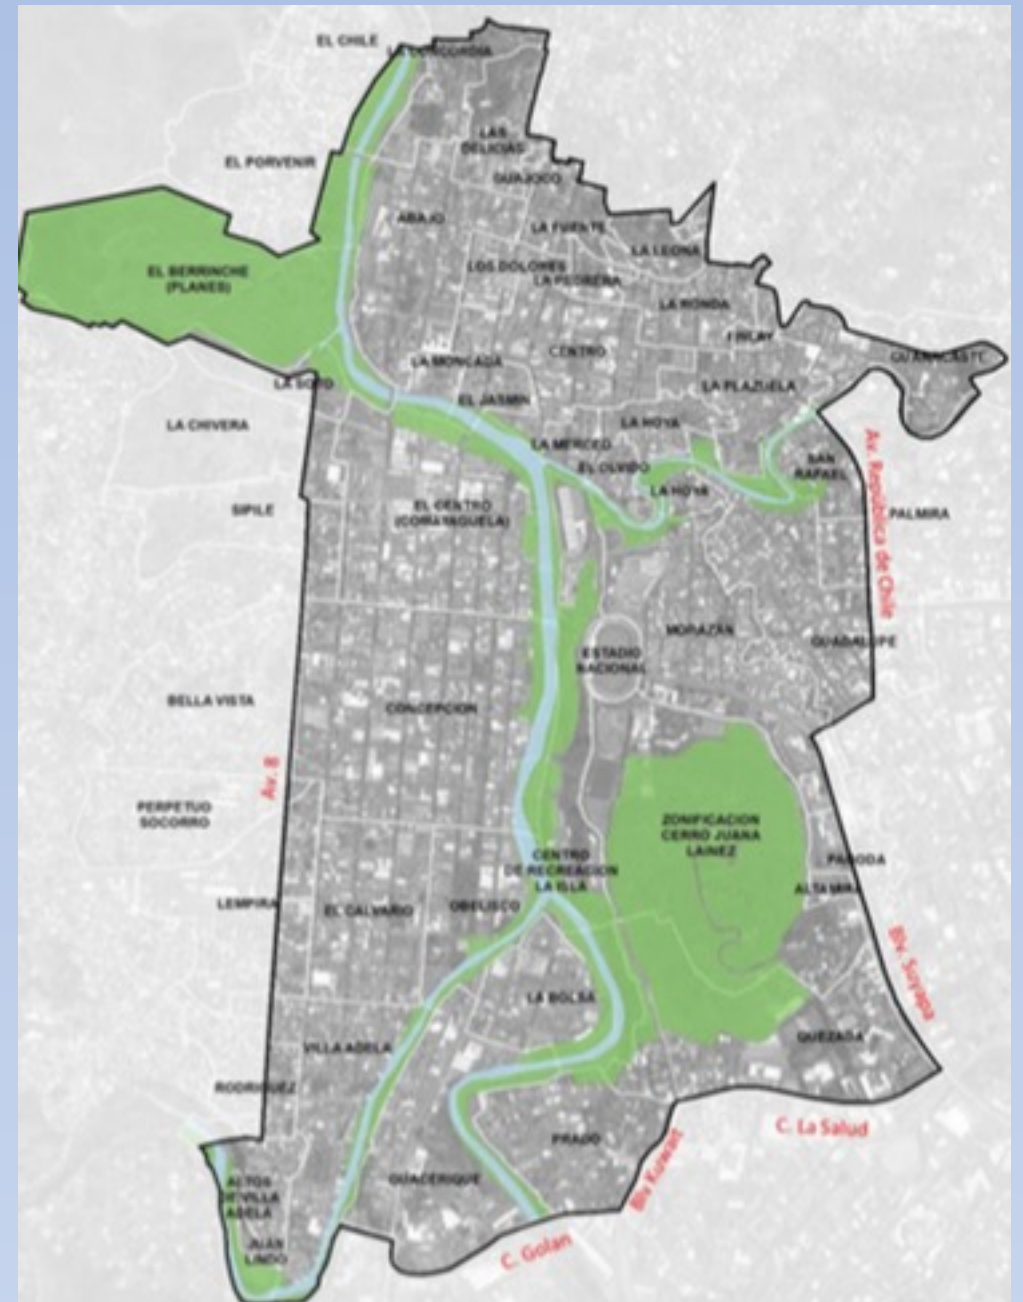 EL CHILE
LA CONCORDIA
LAS
DELICIAS
EL PORVENIR
GUAJOCO
ABAJO
LA FUENTE
LA LEONA
EL BERRINCHE
(PLANES)
LOS DOLORES
LA PEDRERA
LA RONDA
FINLAY
LA MONCADA
CENTRO
GUANACASTE
LA SOTO
LA PLAZUELA
EL JASMIN
LA CHIVERA
LA HOYA
LA MERCED
EL OLVIDO
SAN
RAFAEL
LA HOYA
Av. República de Chile
SIPILE
EL CENTRO
(COMAYAGUELA)
PALMIRA
MORAZAN
GUADALUPE
ESTADIO
NACIONAL
BELLA VISTA
CONCEPCION
Av. 8
PERPETUO
SOCORRO
ZONIFICACION
CERRO JUANA
LAINEZ
CENTRO
DE RECREACION
LA ISLA
PAGODA
ALTAMIRA
LEMPIRA
EL CALVARIO
OBELISCO
Blv. Suyapa
LA BOLSA
QUEZADA
VILLA ADELA
RODRIGUEZ
C. La Salud
PRADO
Blv Kuwait
ALTOS
DE VILLA
ADELA
GUACERIQUE
JUAN
LINDO
C. Golan